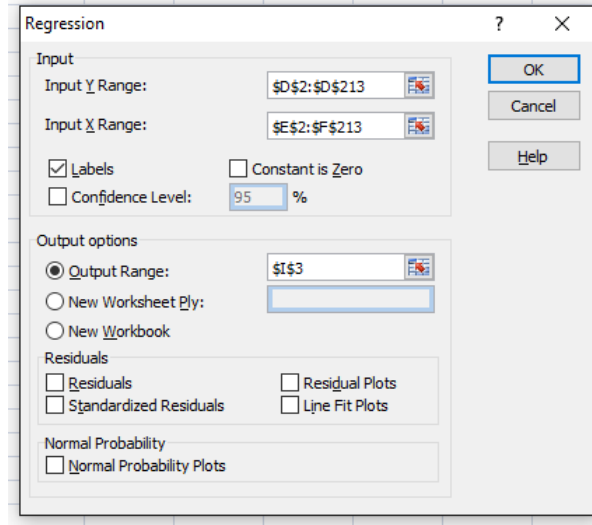 Regression ? ×
Input
Input Y Range: $D$2:$D$213
OK
Input X Range: $E$2:$F$213
Cancel
Labels Constant is Zero
Help
Confidence Level: 95 %
Output options
Output Range: $I$3
New Worksheet Ply:
New Workbook
Residuals
Residuals Residual Plots
Standardized Residuals Line Fit Plots
Normal Probability
Normal Probability Plots